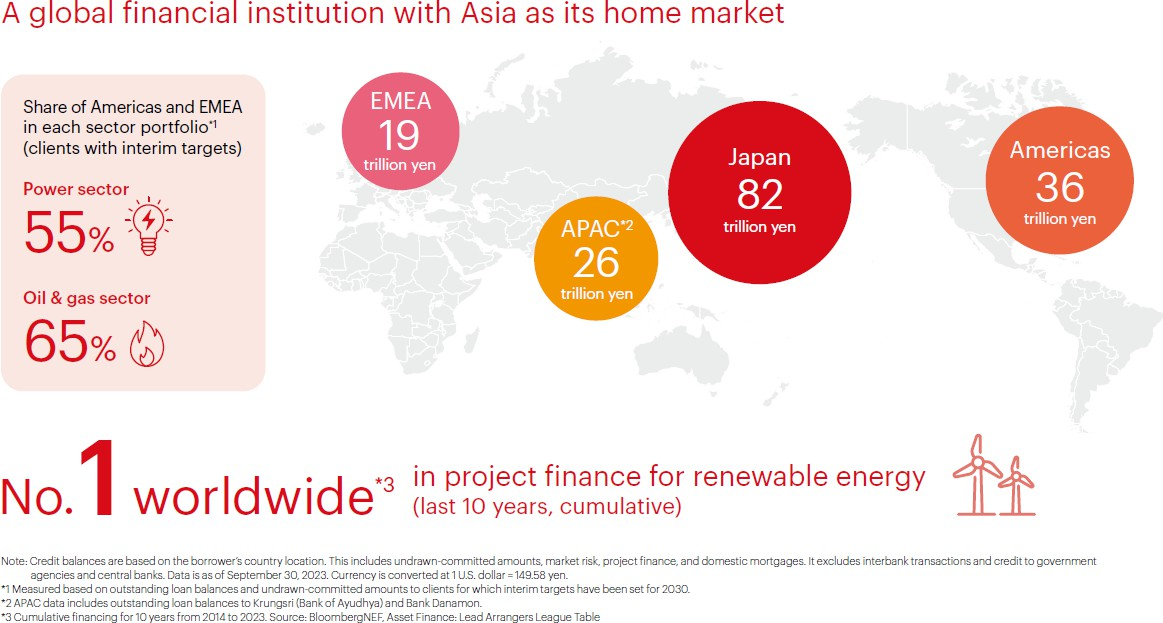 A global financial institution with Asia as its home market
Share of Americas and EMEA
in each sector portfolio*1
(clients with interim targets)
Power sector
55%
Oil & gas sector
65%
EMEA
19
trillion yen
APAC*2
26
trillion yen
Japan
82
trillion yen
Americas
36
trillion yen
No.1 worldwide*3
in project finance for renewable energy
(last 10 years, cumulative)
Note: Credit balances are based on the borrower's country location. This includes undrawn-committed amounts, market risk, project finance, and domestic mortgages. It excludes interbank transactions and credit to government
agencies and central banks. Data is as of September 30, 2023. Currency is converted at 1 U.S. dollar = 149.58 yen.
*1 Measured based on outstanding loan balances and undrawn-committed amounts to clients for which interim targets have been set for 2030.
*2 APAC data includes outstanding loan balances to Krungsri (Bank of Ayudhya) and Bank Danamon.
*3 Cumulative financing for 10 years from 2014 to 2023. Source: BloombergNEF, Asset Finance: Lead Arrangers League Table